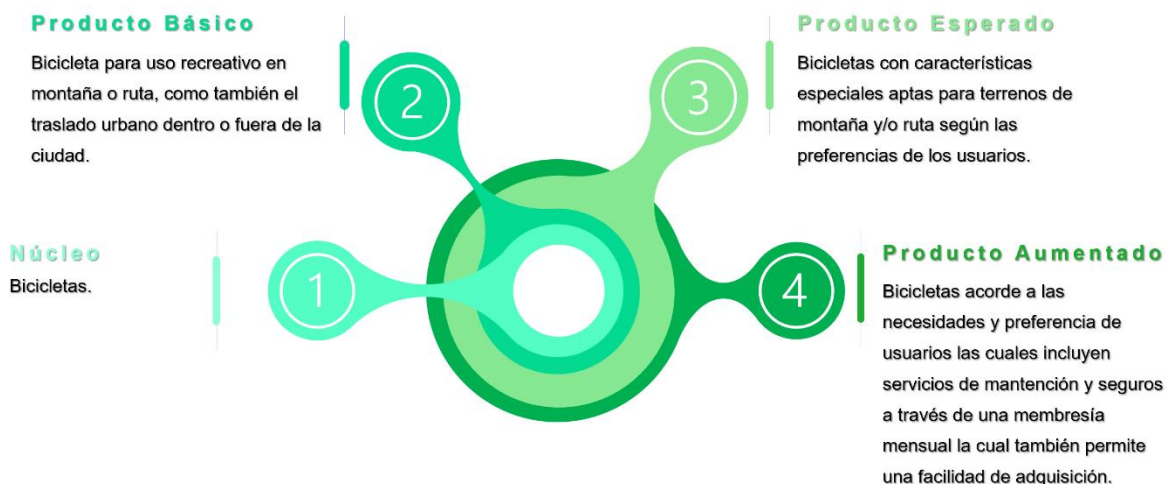 Producto Básico
Bicicleta para uso recreativo en
montaña o ruta, como también el
traslado urbano dentro o fuera de la
ciudad.
2
3
Producto Esperado
Bicicletas con características
especiales aptas para terrenos de
montaña y/o ruta según las
preferencias de los usuarios.
Núcleo
Bicicletas.
1
4
Producto Aumentado
Bicicletas acorde a las
necesidades y preferencia de
usuarios las cuales incluyen
servicios de mantención y seguros
a través de una membresía
mensual la cual también permite
una facilidad de adquisición.